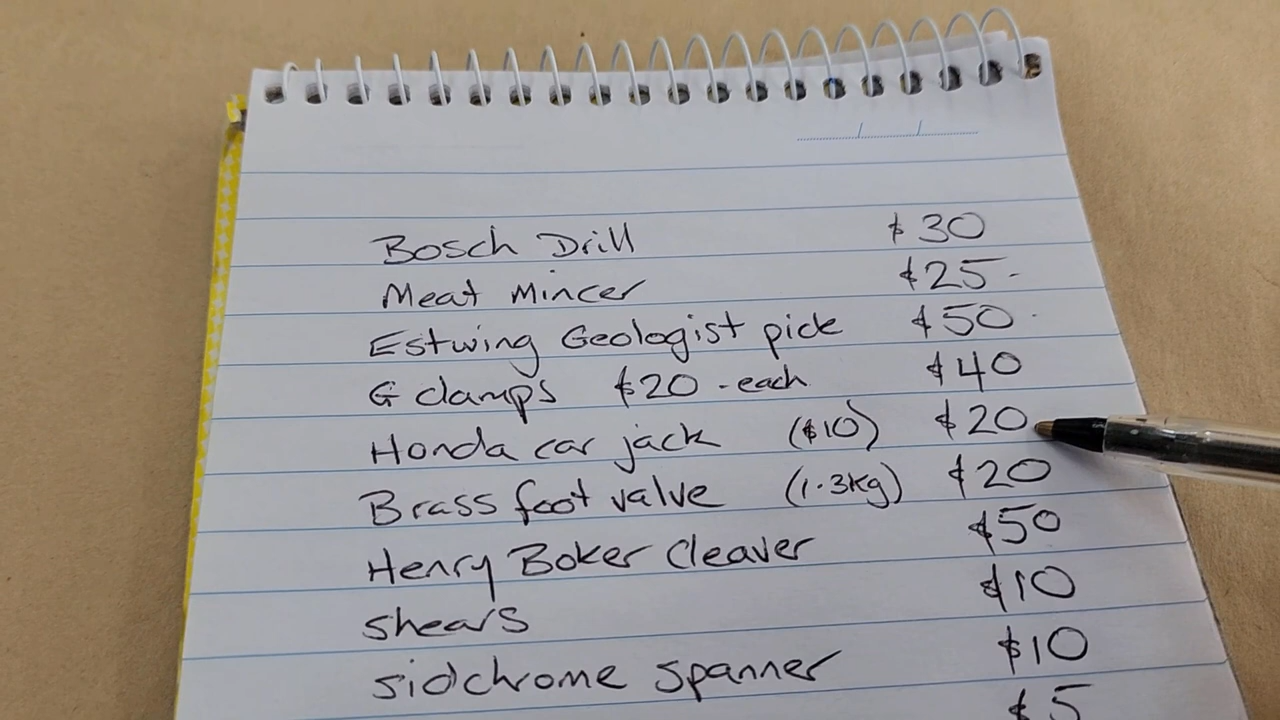 Bosch Drill $30
Meat Mincer $25-
Estwing Geologist pick $50-
G clamps $20-each $40
Honda car jack ($10) $20
Brass foot valve (1.3kg) $20
Henry Boker Cleaver $50
shears $10
sidchrome spanner $10
$5